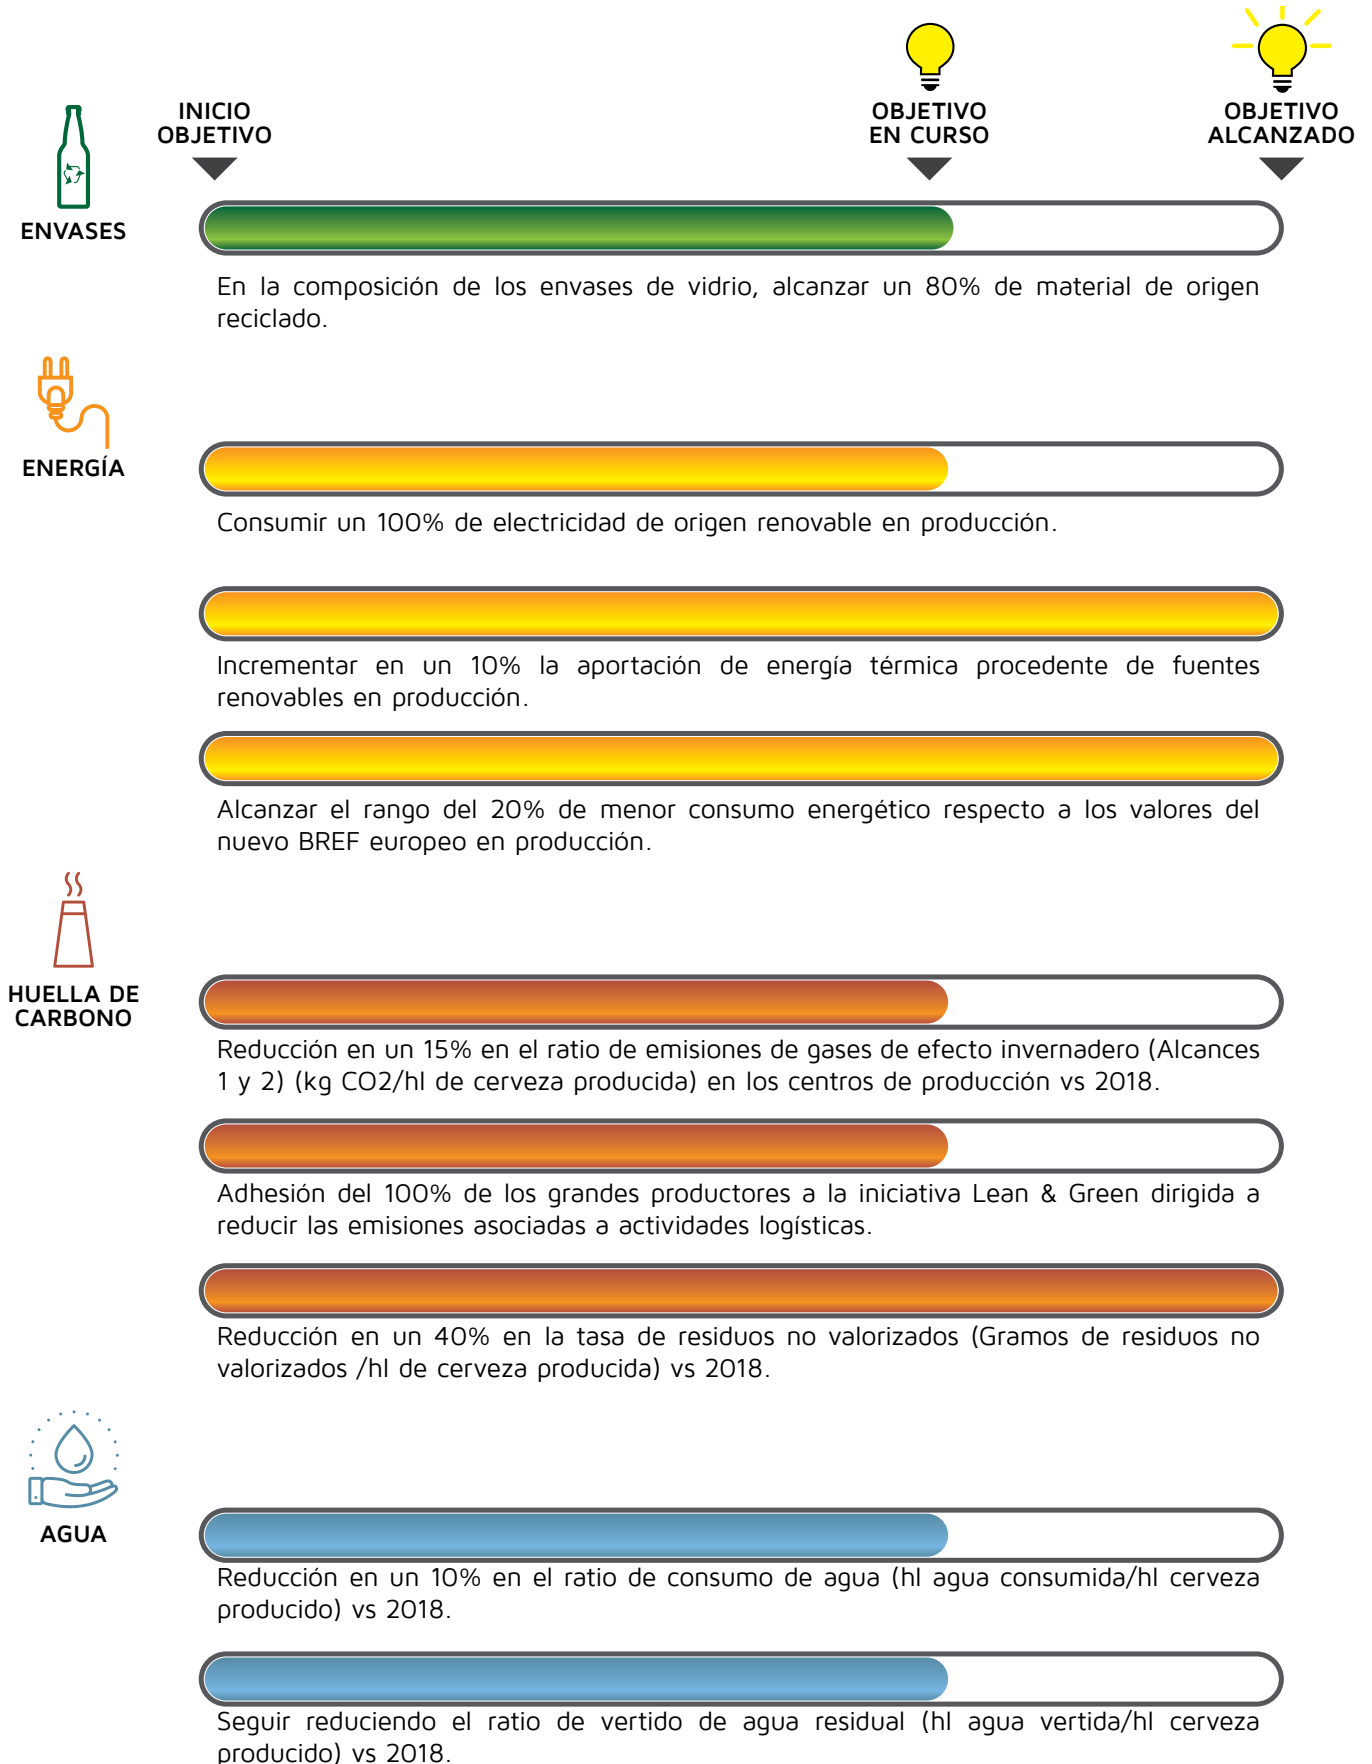 INICIO
OBJETIVO
OBJETIVO
EN CURSO
OBJETIVO
ALCANZADO
ENVASES
En la composición de los envases de vidrio, alcanzar un 80% de material de origen
reciclado.
ENERGÍA
Consumir un 100% de electricidad de origen renovable en producción.
Incrementar en un 10% la aportación de energía térmica procedente de fuentes
renovables en producción.
Alcanzar el rango del 20% de menor consumo energético respecto a los valores del
nuevo BREF europeo en producción.
HUELLA DE
CARBONO
Reducción en un 15% en el ratio de emisiones de gases de efecto invernadero (Alcances
1 y 2) (kg CO2/hl de cerveza producida) en los centros de producción vs 2018.
Adhesión del 100% de los grandes productores a la iniciativa Lean & Green dirigida a
reducir las emisiones asociadas a actividades logísticas.
Reducción en un 40% en la tasa de residuos no valorizados (Gramos de residuos no
valorizados /hl de cerveza producida) vs 2018.
AGUA
Reducción en un 10% en el ratio de consumo de agua (hl agua consumida/hl cerveza
producido) vs 2018.
Seguir reduciendo el ratio de vertido de agua residual (hl agua vertida/hl cerveza
producido) vs 2018.